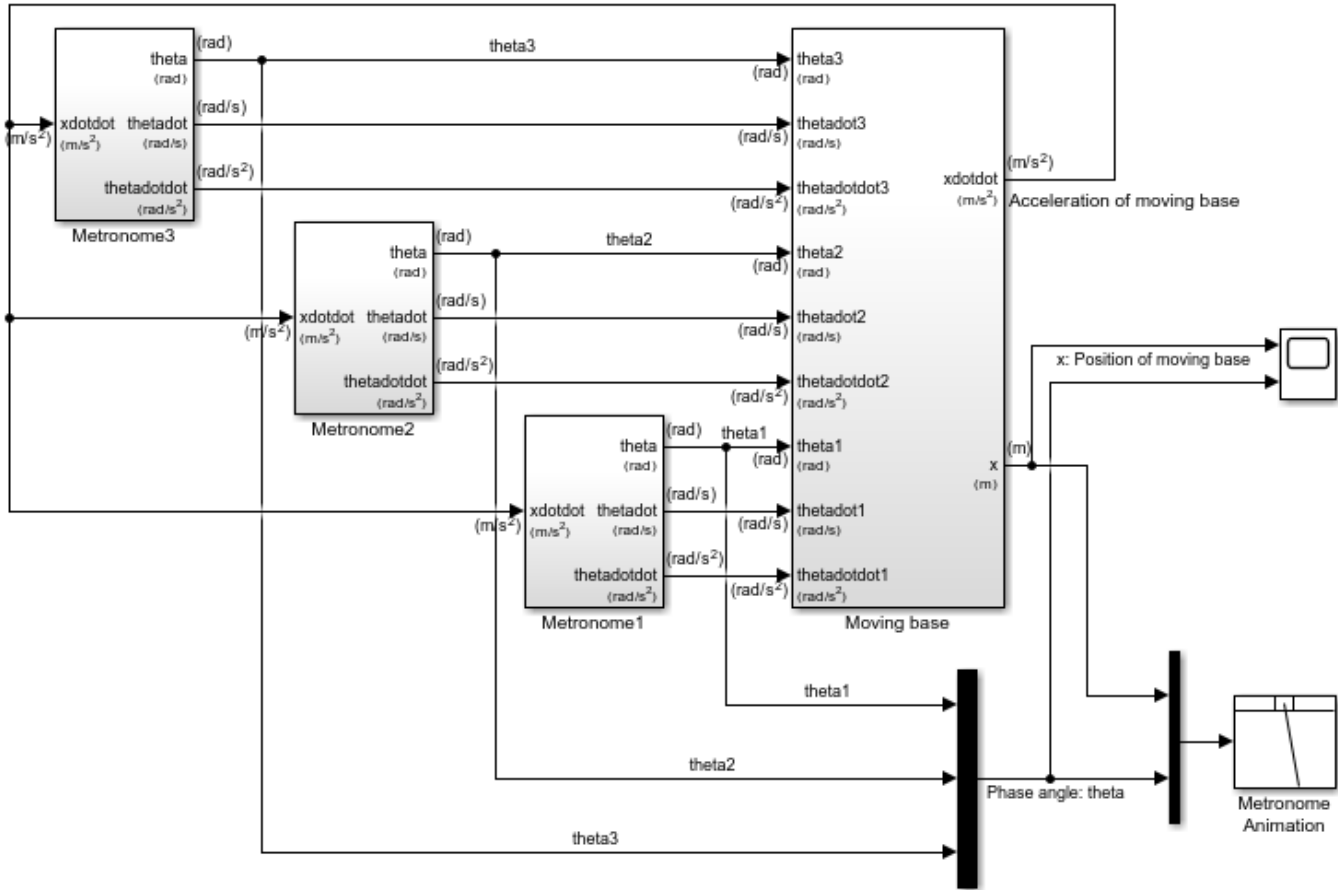 (rad)
theta
(rad)
(m/s²)
xdotdot
(m/s²)
(rad/s)
thetadot
(rad/s)
(rad/s²)
thetadotdot
(rad/s²)
Metronome3
theta3
(rad)
(rad/s)
(rad/s²)
(rad)
theta
(rad)
(m/s²)
xdotdot
(m/s²)
(rad/s)
thetadot
(rad/s)
(rad/s²)
thetadotdot
(rad/s²)
Metronome2
theta2
(rad)
(rad/s)
(rad/s²)
(rad)
theta
(rad)
(m/s²)
xdotdot
(m/s²)
(rad/s)
thetadot
(rad/s)
(rad/s²)
thetadotdot
(rad/s²)
Metronome1
theta1
(rad)
(rad/s)
(rad/s²)
theta3
(rad)
thetadot3
(rad/s)
thetadotdot3
(rad/s²)
theta2
(rad)
thetadot2
(rad/s)
thetadotdot2
(rad/s²)
theta1
(rad)
thetadot1
(rad/s)
thetadotdot1
(rad/s²)
xdotdot
(m/s²)
x
(m)
Moving base
(m/s²)
Acceleration of moving base
(m)
x: Position of moving base
theta1
theta2
theta3
Phase angle: theta
Metronome
Animation